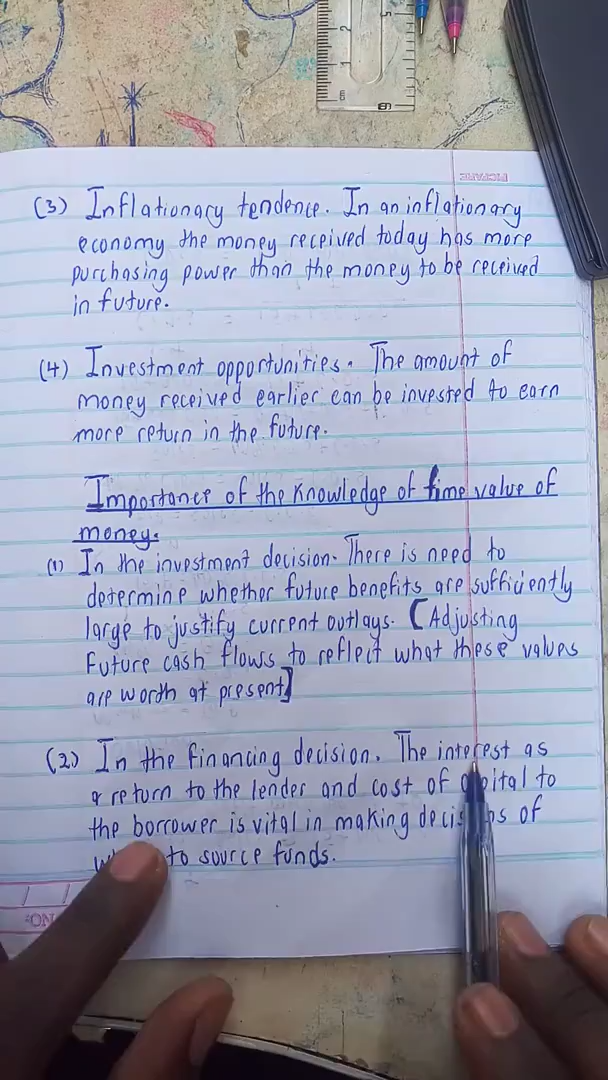 (3) Inflationary tendence. In an inflationary
economy the money received today has more
purchasing power than the money to be received
in future.
(4) Investment opportunities. The amount of
money received earlier can be invested to earn
more return in the future.
Importance of the Knowledge of time value of
money.
(1) In the investment decision. There is need to
determine whether future benefits are sufficiently
large to justify current outlays. [Adjusting
Future cash flows to reflect what these values
are worth at present]
(2) In the financing decision. The interest as
a return to the lender and cost of capital to
the borrower is vital in making decisions of
to source funds.